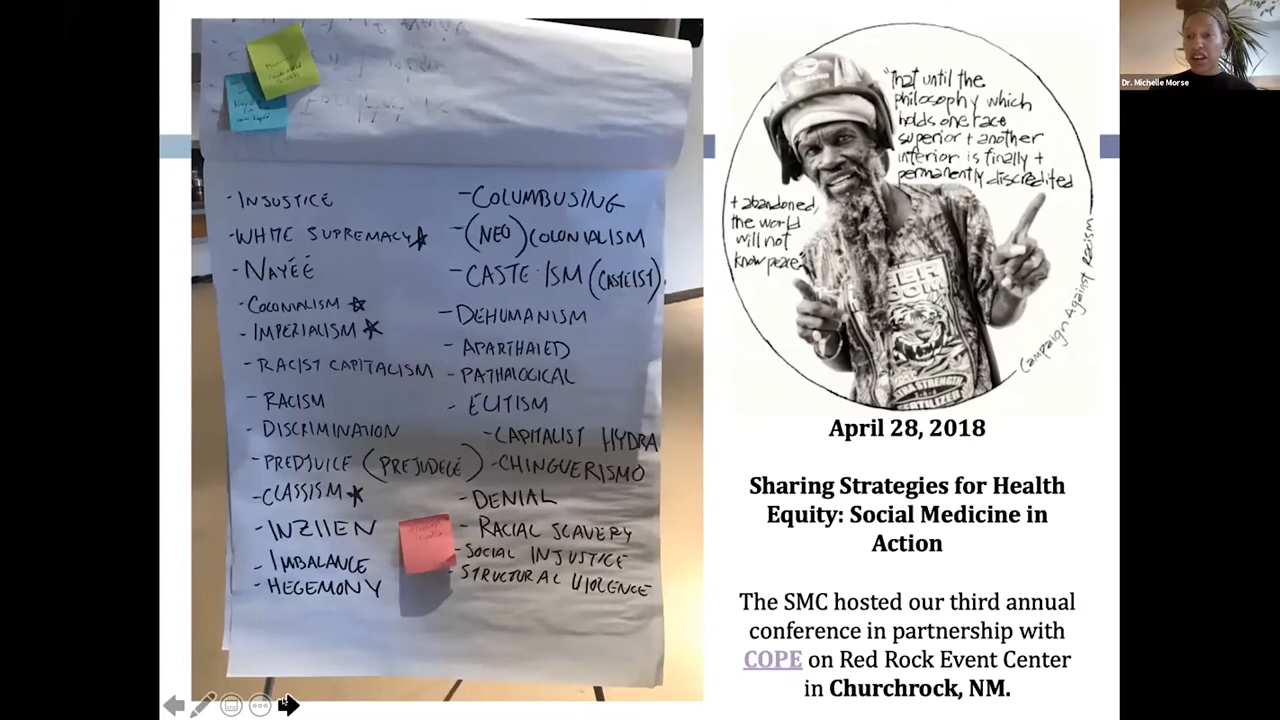 - INJUSTICE
- WHITE SUPREMACY ☆
- NAYÉÉ
- COLONIALISM ☆
- IMPERIALISM ☆
- RACIST CAPITALISM
- RACISM
- DISCRIMINATION
- PREDJUICE (PREJUDECÉ)
- CLASSISM ☆
- INZIIEN
- IMBALANCE
- HEGEMONY
- COLUMBUSING
- (NEO) COLONIALISM
- CASTE-ISM (CASTEIST)
- DEHUMANISM
- APARTHAIED
- PATHALOGICAL
- ELITISM
- CAPITALIST HYDRA
- CHINGUERISMO
- DENIAL
- RACIAL SCAVERY
- SOCIAL INJUSTICE
- STRUCTURAL VIOLENCE
"That until the
philosophy which
holds one race
superior + another
inferior is finally +
permanently discredited
+ abandoned,
the world
will not
know peace"
Campaign Against Racism
April 28, 2018
Sharing Strategies for Health
Equity: Social Medicine in
Action
The SMC hosted our third annual
conference in partnership with
COPE on Red Rock Event Center
in Churchrock, NM.
Dr. Michelle Morse